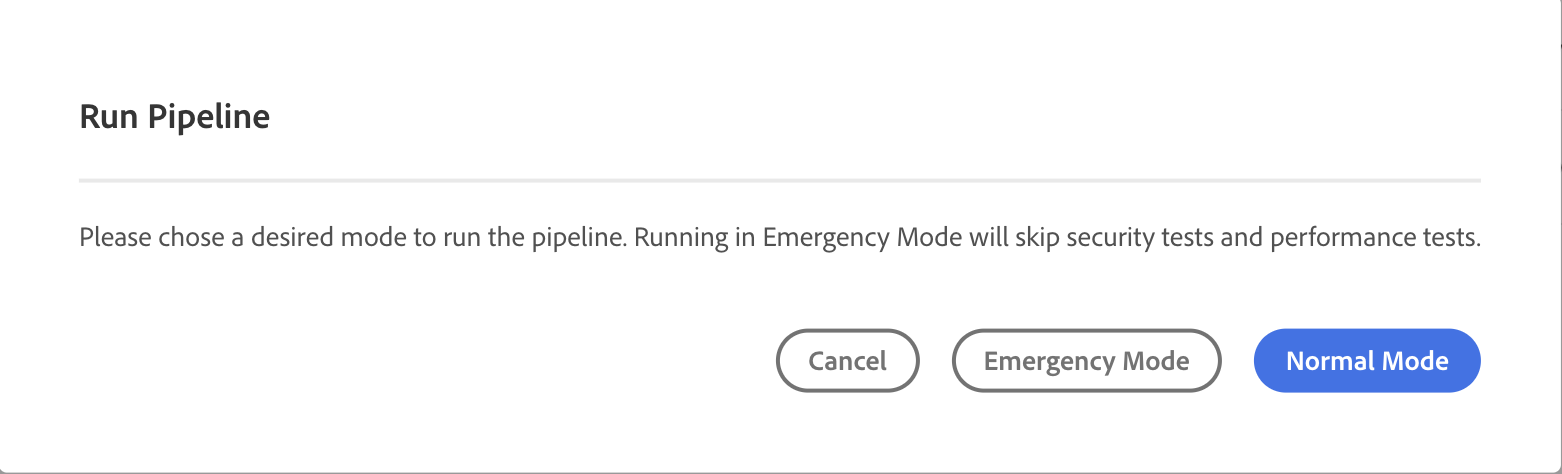 Run Pipeline
Please chose a desired mode to run the pipeline. Running in Emergency Mode will skip security tests and performance tests.
Cancel
Emergency Mode
Normal Mode